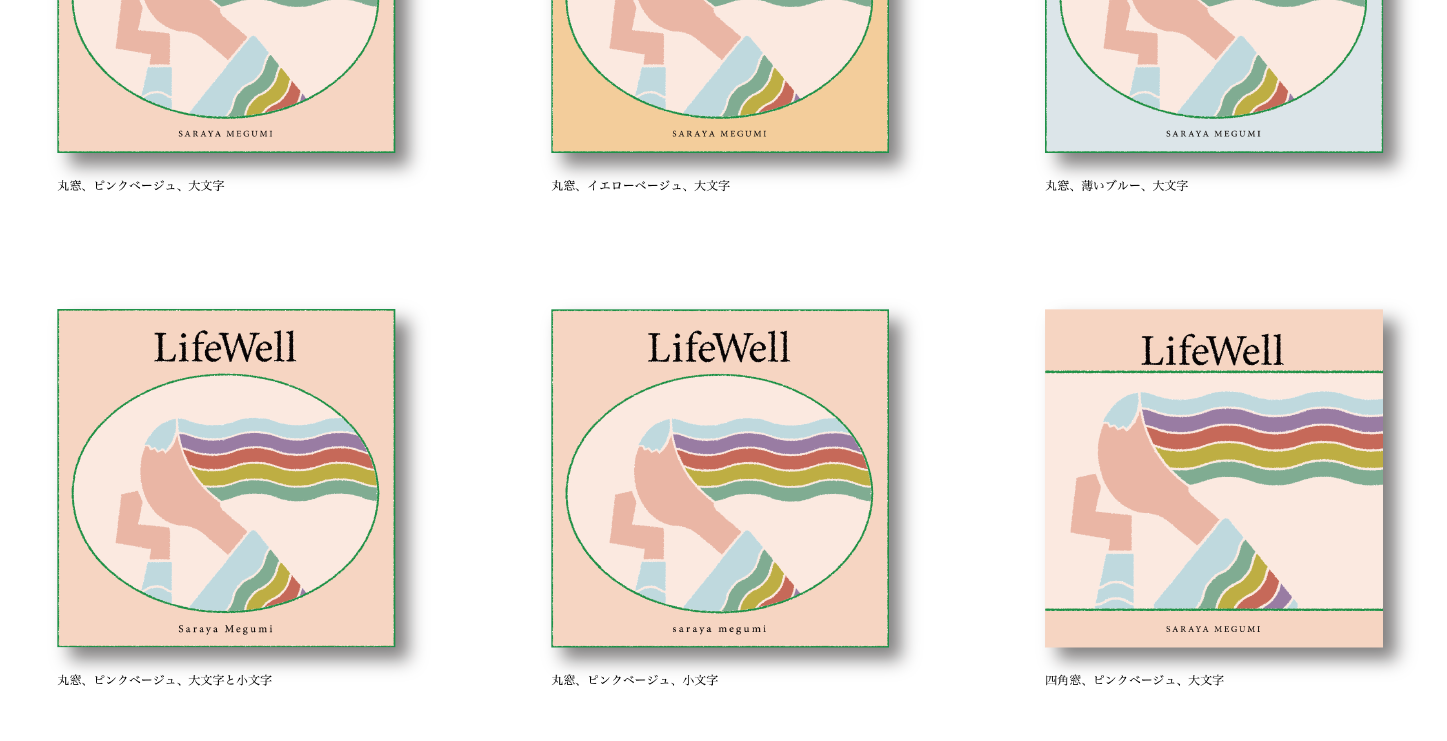 SARAYA MEGUMI
SARAYA MEGUMI
SARAYA MEGUMI
丸窓、ピンクベージュ、大文字
丸窓、イエローベージュ、大文字
丸窓、薄いブルー、大文字
LifeWell
LifeWell
LifeWell
Saraya Megumi
saraya megumi
SARAYA MEGUMI
丸窓、ピンクベージュ、大文字と小文字
丸窓、ピンクベージュ、小文字
四角窓、ピンクベージュ、大文字